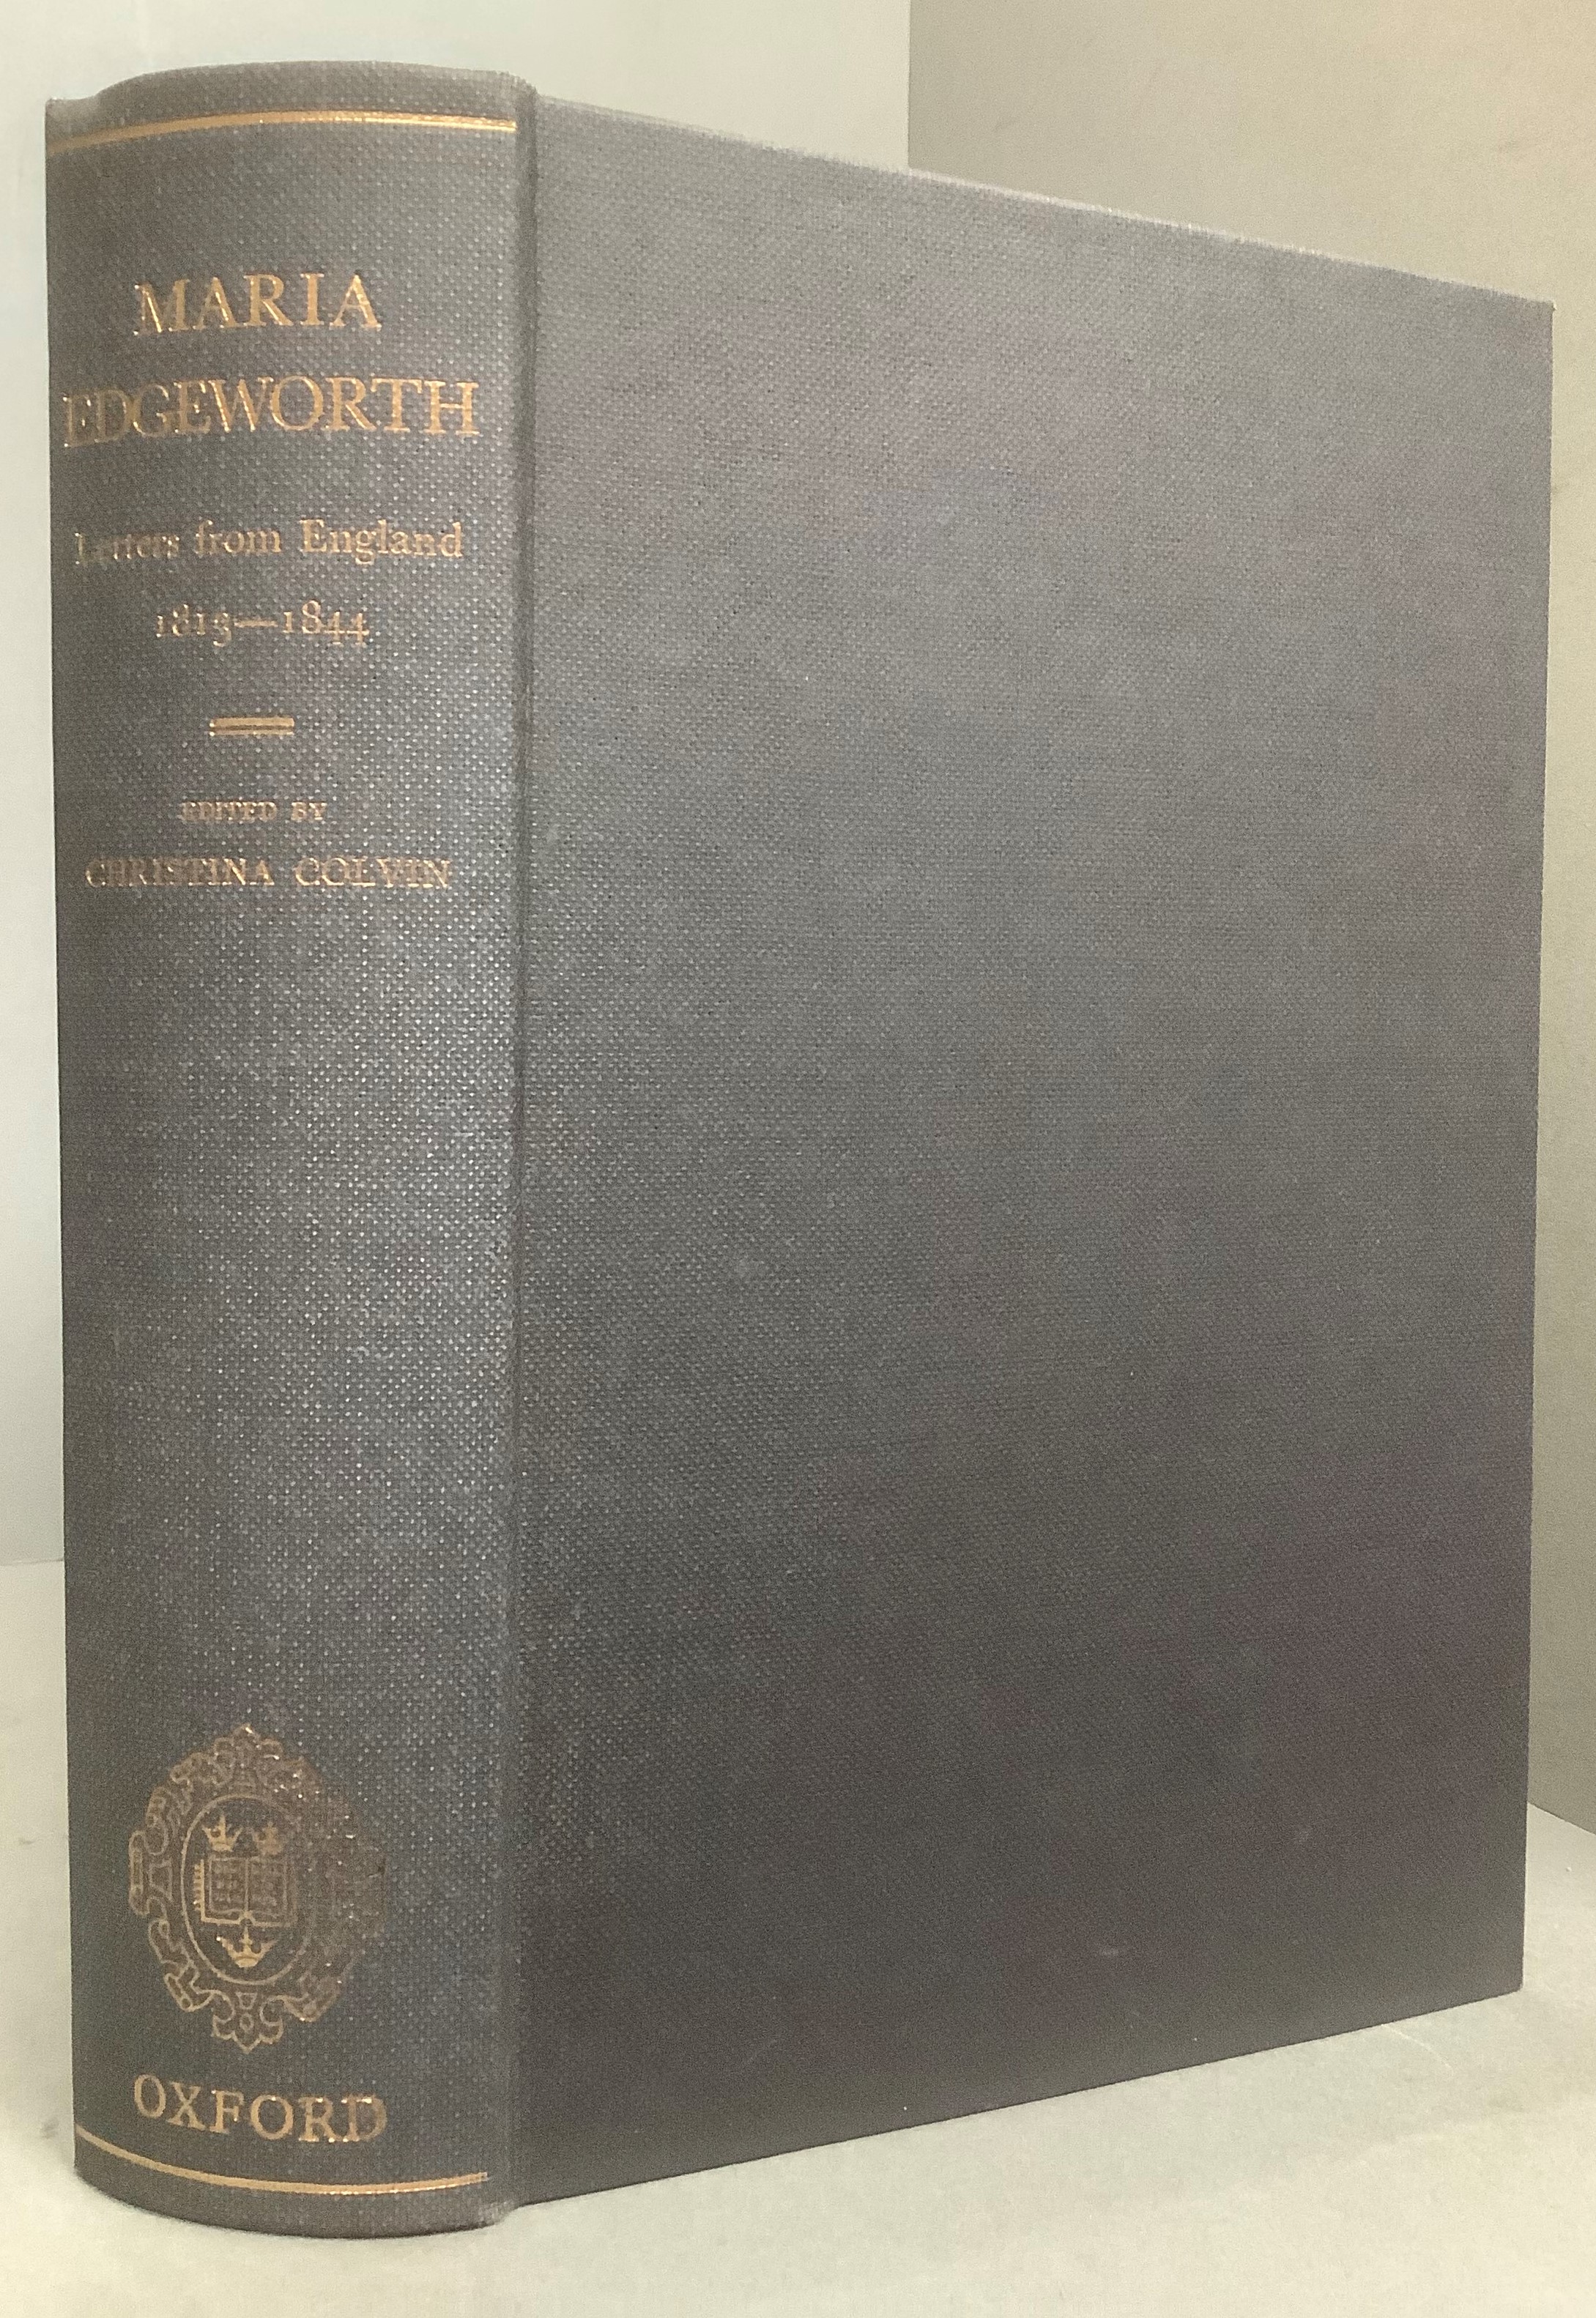 MARIA
EDGEWORTH
Letters from England
1813—1844
EDITED BY
CHRISTINA COLVIN
OXFORD